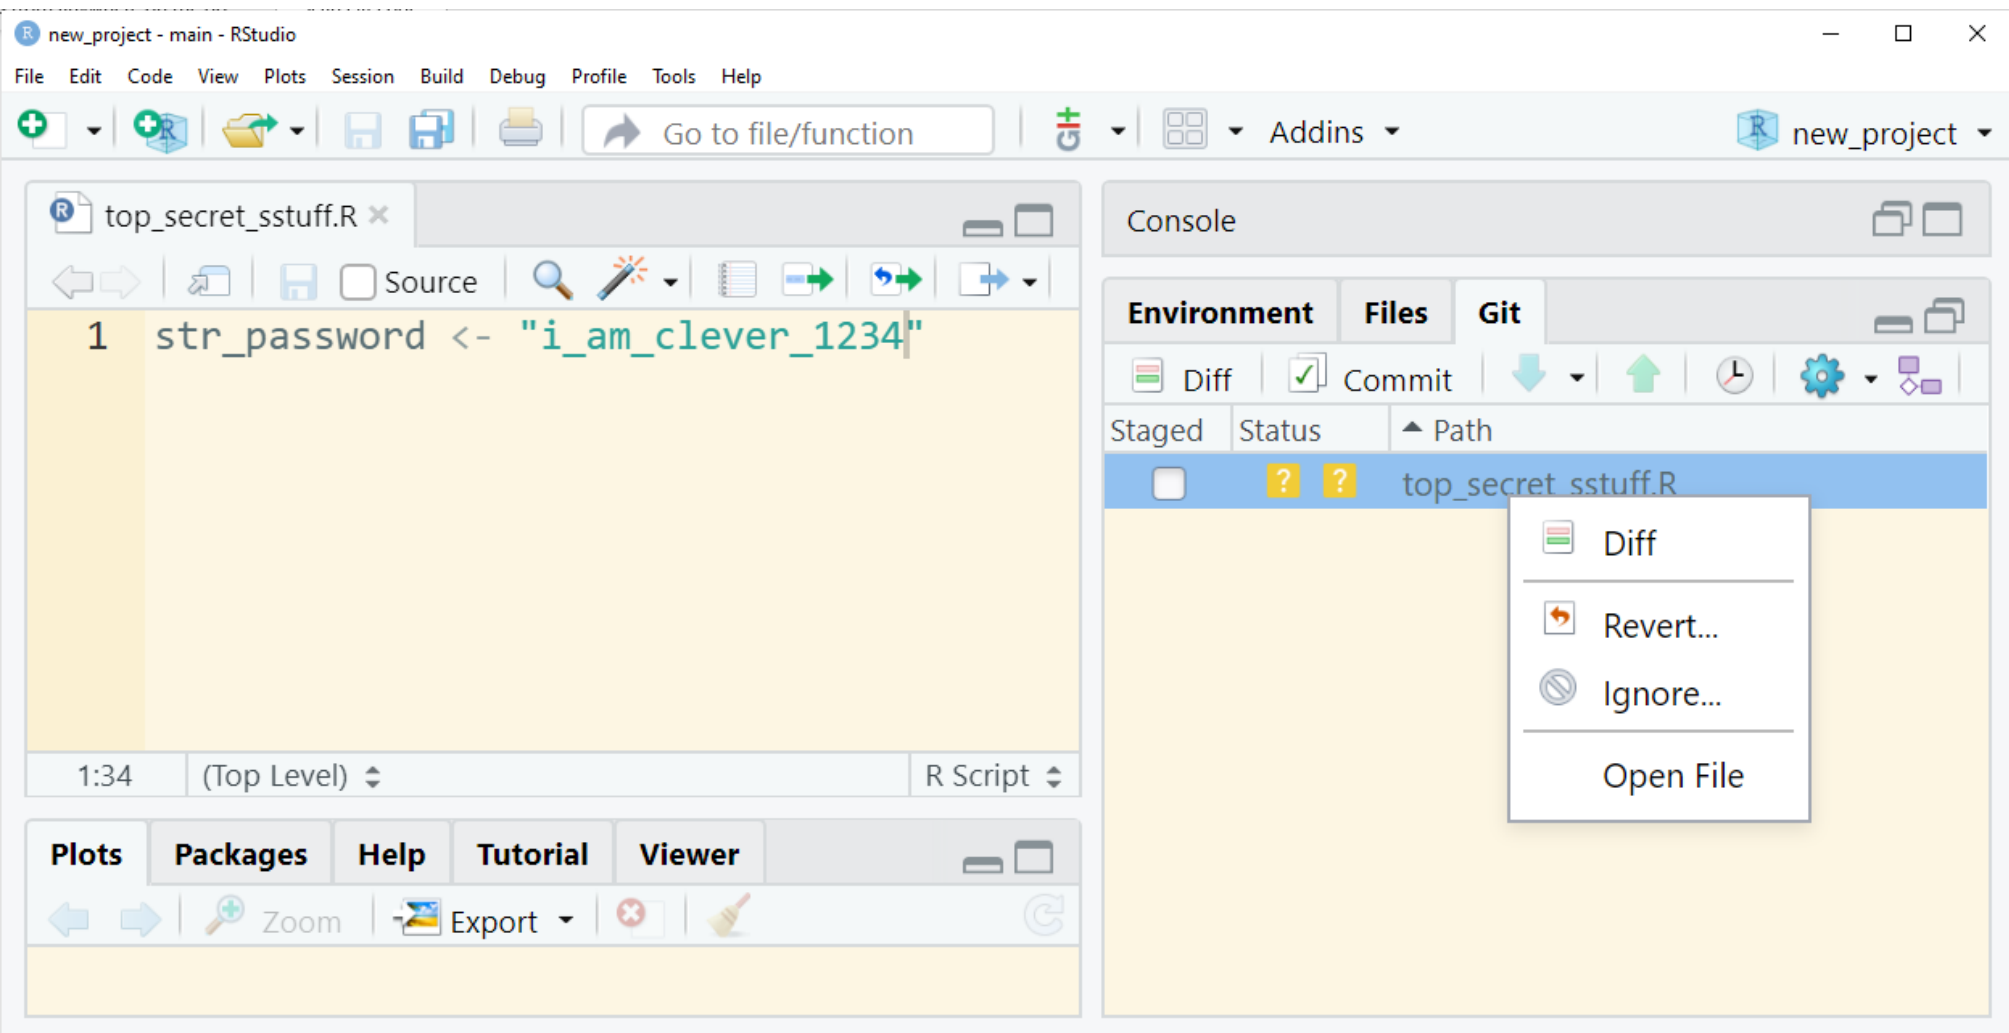 new_project - main - RStudio
File Edit Code View Plots Session Build Debug Profile Tools Help
Go to file/function Addins new_project
top_secret_sstuff.R
Source
1 str_password <- "i_am_clever_1234"
1:34 (Top Level) R Script
Plots Packages Help Tutorial Viewer
Zoom Export
Console
Environment Files Git
Diff Commit
Staged Status Path
? ? top_secret_sstuff.R
Diff
Revert...
Ignore...
Open File